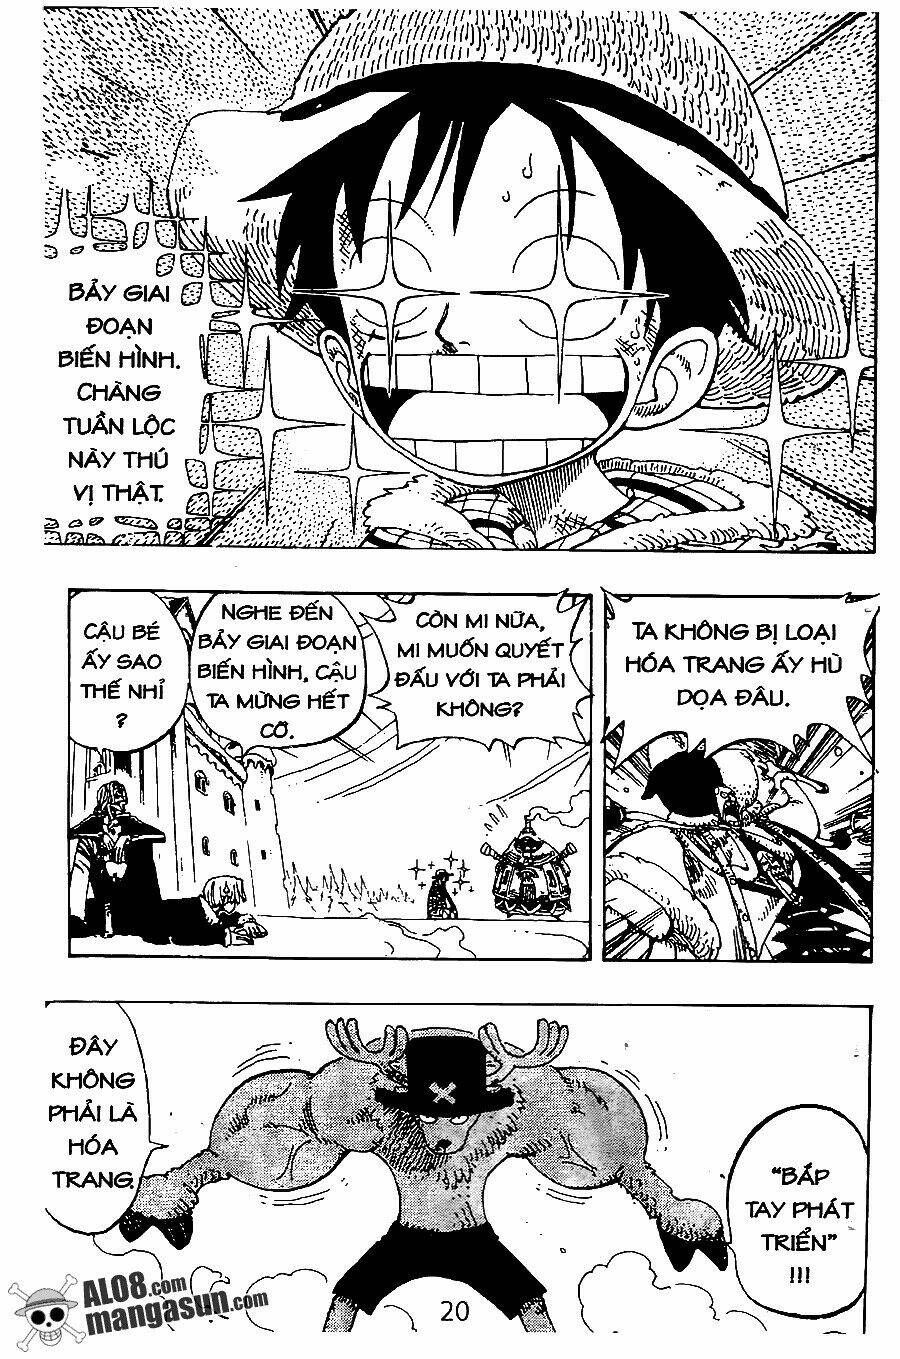 BẢY GIAI
ĐOẠN
BIẾN HÌNH.
CHÀNG
TUẦN LỘC
NÀY THÚ
VỊ THẬT.
TA KHÔNG BỊ LOẠI
HÓA TRANG ẤY HÙ
DỌA ĐÂU.
CÒN MI NỮA,
MI MUỐN QUYẾT
ĐẤU VỚI TA PHẢI
KHÔNG?
NGHE ĐẾN
BẢY GIAI ĐOẠN
BIẾN HÌNH, CẬU
TA MỪNG HẾT
CỠ.
CẬU BÉ
ẤY SAO
THẾ NHỈ
?
"BẮP
TAY PHÁT
TRIỂN"
!!!
ĐÂY
KHÔNG
PHẢI LÀ
HÓA
TRANG.
20
AL08.com
mangasun.com